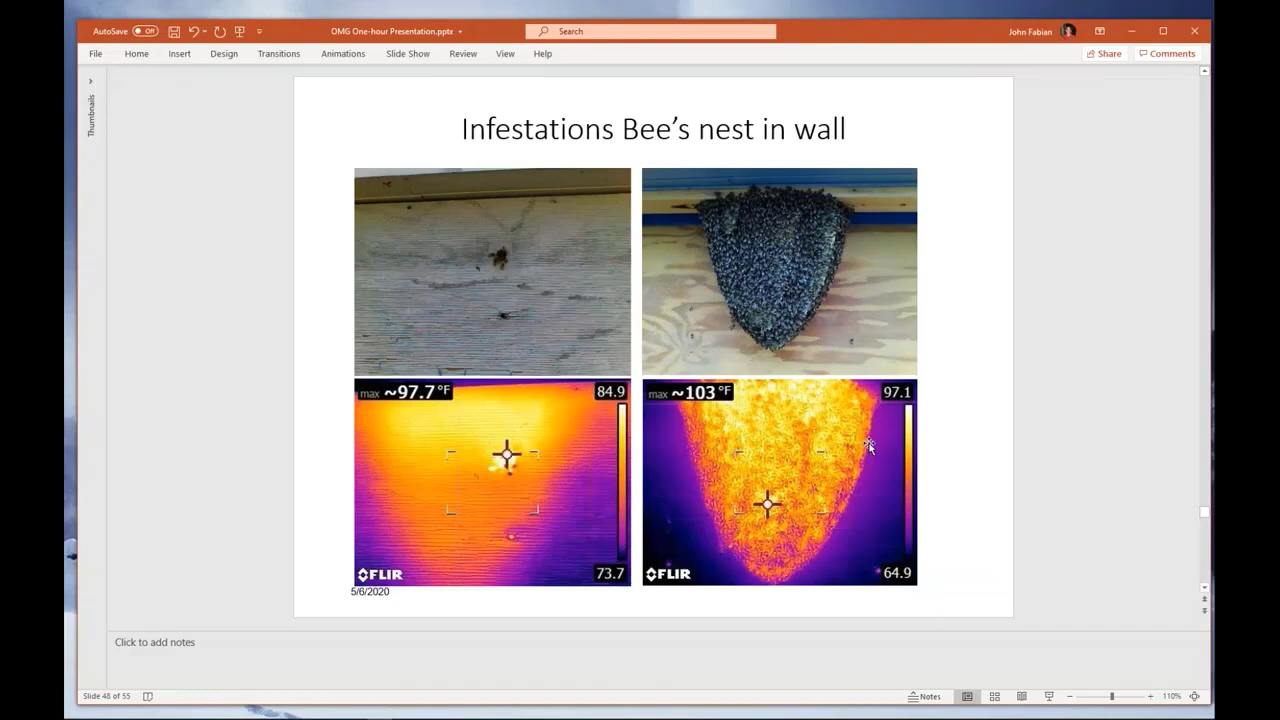 AutoSave Off OMG One-hour Presentation.pptx Search John Fabian
File Home Insert Design Transitions Animations Slide Show Review View Help Share Comments
Thumbnails
Infestations Bee’s nest in wall
max ~97.7 °F 84.9
max ~103 °F 97.1
FLIR 73.7
FLIR 64.9
5/6/2020
Click to add notes
Slide 48 of 55 Notes 110%